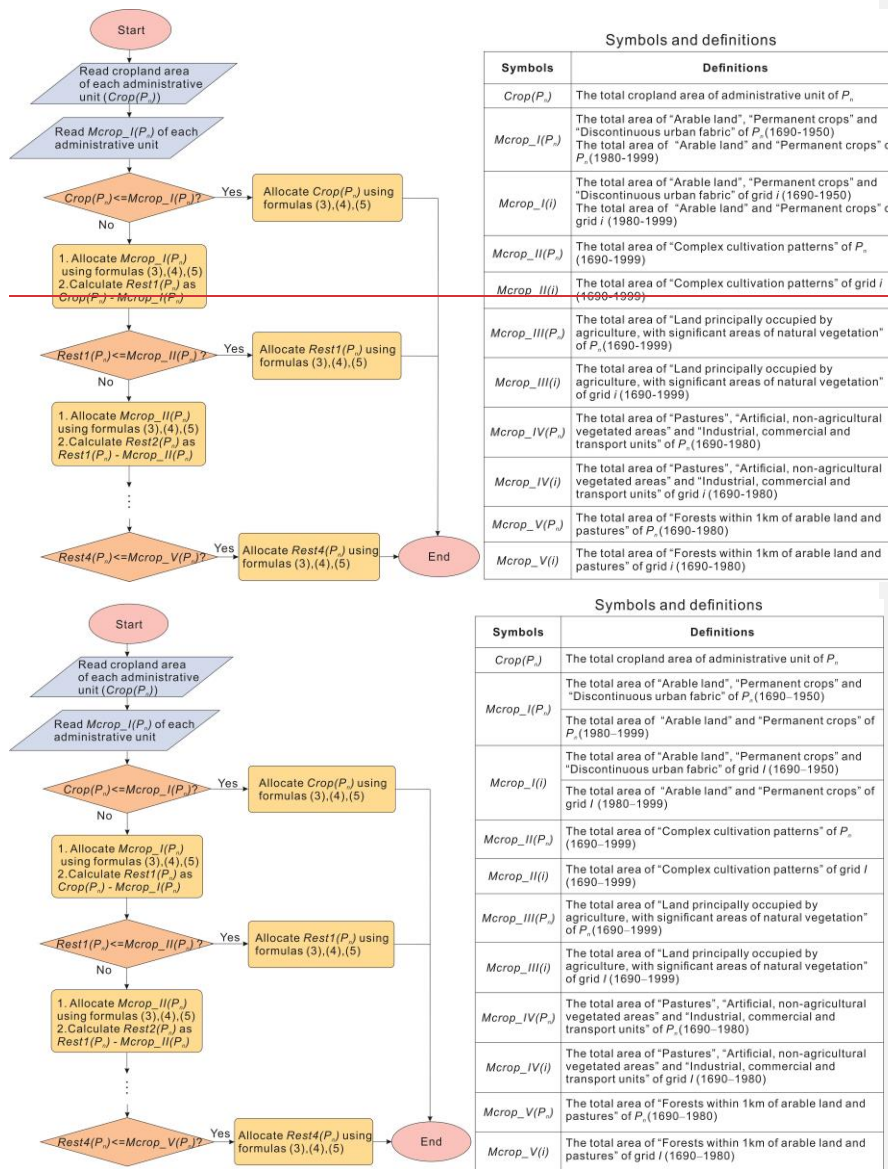 Start
Read cropland area
of each administrative
unit (Crop(Pn))
Read Mcrop_I(Pn) of each
administrative unit
Crop(Pn)<=Mcrop_I(Pn)?
Yes
Allocate Crop(Pn) using
formulas (3),(4),(5)
No
1. Allocate Mcrop_I(Pn)
using formulas (3),(4),(5)
2.Calculate Rest1(Pn) as
Crop(Pn) - Mcrop_I(Pn)
Rest1(Pn)<=Mcrop_II(Pn)?
Yes
Allocate Rest1(Pn) using
formulas (3),(4),(5)
No
1. Allocate Mcrop_II(Pn)
using formulas (3),(4),(5)
2.Calculate Rest2(Pn) as
Rest1(Pn) - Mcrop_II(Pn)
⋮
Rest4(Pn)<=Mcrop_V(Pn)?
Yes
Allocate Rest4(Pn) using
formulas (3),(4),(5)
End
Symbols and definitions
Symbols Definitions
Crop(Pn) The total cropland area of administrative unit of Pn
Mcrop_I(Pn)
The total area of "Arable land", "Permanent crops" and
"Discontinuous urban fabric" of Pn(1690-1950)
The total area of "Arable land" and "Permanent crops" of
Pn(1980-1999)
Mcrop_I(i)
The total area of "Arable land", "Permanent crops" and
"Discontinuous urban fabric" of grid i (1690-1950)
The total area of "Arable land" and "Permanent crops" of
grid i (1980-1999)
Mcrop_II(Pn)
The total area of "Complex cultivation patterns" of Pn
(1690-1999)
Mcrop_II(i)
The total area of "Complex cultivation patterns" of grid i
(1690-1999)
Mcrop_III(Pn)
The total area of "Land principally occupied by
agriculture, with significant areas of natural vegetation"
of Pn(1690-1999)
Mcrop_III(i)
The total area of "Land principally occupied by
agriculture, with significant areas of natural vegetation"
of grid i (1690-1999)
Mcrop_IV(Pn)
The total area of "Pastures", "Artificial, non-agricultural
vegetated areas" and "Industrial, commercial and
transport units" of Pn(1690-1980)
Mcrop_IV(i)
The total area of "Pastures", "Artificial, non-agricultural
vegetated areas" and "Industrial, commercial and
transport units" of grid i (1690-1980)
Mcrop_V(Pn)
The total area of "Forests within 1km of arable land and
pastures" of Pn(1690-1980)
Mcrop_V(i)
The total area of "Forests within 1km of arable land and
pastures" of grid i (1690-1980)
Start
Read cropland area
of each administrative
unit (Crop(Pn))
Read Mcrop_I(Pn) of each
administrative unit
Crop(Pn)<=Mcrop_I(Pn)?
Yes
Allocate Crop(Pn) using
formulas (3),(4),(5)
No
1. Allocate Mcrop_I(Pn)
using formulas (3),(4),(5)
2.Calculate Rest1(Pn) as
Crop(Pn) - Mcrop_I(Pn)
Rest1(Pn)<=Mcrop_II(Pn)?
Yes
Allocate Rest1(Pn) using
formulas (3),(4),(5)
No
1. Allocate Mcrop_II(Pn)
using formulas (3),(4),(5)
2.Calculate Rest2(Pn) as
Rest1(Pn) - Mcrop_II(Pn)
⋮
Rest4(Pn)<=Mcrop_V(Pn)?
Yes
Allocate Rest4(Pn) using
formulas (3),(4),(5)
End
Symbols and definitions
Symbols Definitions
Crop(Pn) The total cropland area of administrative unit of Pn
Mcrop_I(Pn)
The total area of "Arable land", "Permanent crops" and
"Discontinuous urban fabric" of Pn(1690–1950)
The total area of "Arable land" and "Permanent crops" of
Pn(1980–1999)
Mcrop_I(i)
The total area of "Arable land", "Permanent crops" and
"Discontinuous urban fabric" of grid I (1690–1950)
The total area of "Arable land" and "Permanent crops"
of grid I (1980–1999)
Mcrop_II(Pn)
The total area of "Complex cultivation patterns" of Pn
(1690–1999)
Mcrop_II(i)
The total area of "Complex cultivation patterns" of grid I
(1690–1999)
Mcrop_III(Pn)
The total area of "Land principally occupied by
agriculture, with significant areas of natural vegetation"
of Pn(1690–1999)
Mcrop_III(i)
The total area of "Land principally occupied by
agriculture, with significant areas of natural vegetation"
of grid I (1690–1999)
Mcrop_IV(Pn)
The total area of "Pastures", "Artificial, non-agricultural
vegetated areas" and "Industrial, commercial and
transport units" of Pn(1690–1980)
Mcrop_IV(i)
The total area of "Pastures", "Artificial, non-agricultural
vegetated areas" and "Industrial, commercial and
transport units" of grid I (1690–1980)
Mcrop_V(Pn)
The total area of "Forests within 1km of arable land and
pastures" of Pn(1690–1980)
Mcrop_V(i)
The total area of "Forests within 1km of arable land and
pastures" of grid I (1690–1980)